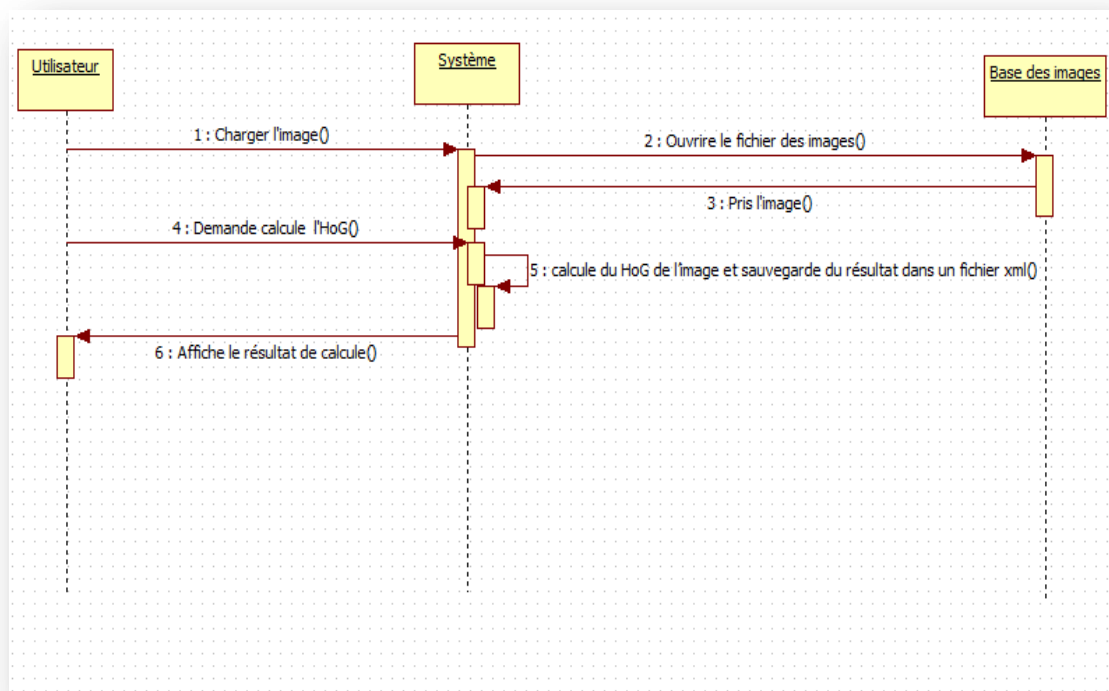 Utilisateur
Système
Base des images
1 : Charger l'image()
2 : Ouvrire le fichier des images()
3 : Pris l'image()
4 : Demande calcule l'HoG()
5 : calcule du HoG de l'image et sauvegarde du résultat dans un fichier xml()
6 : Affiche le résultat de calcule()